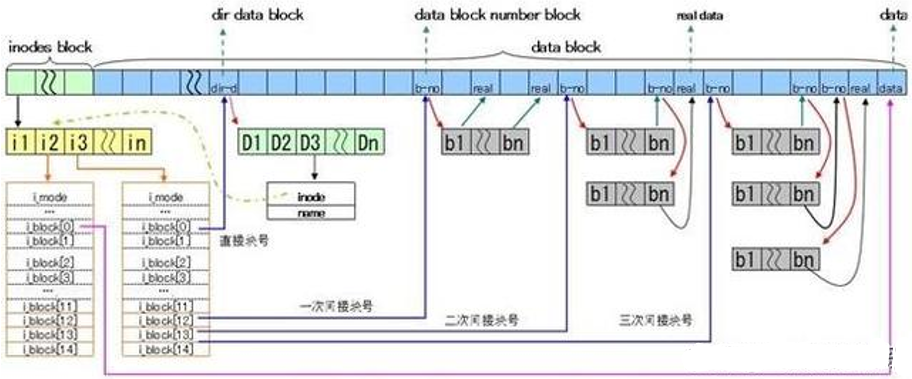 dir data block
data block number block
real data
data
inodes block
data block
dir-d
b-no
real
real
b-no
b-no
real
b-no
b-no
b-no
real
data
i1 i2 i3 in
D1 D2 D3 Dn
b1 bn
b1 bn
b1 bn
inode
name
b1 bn
b1 bn
b1 bn
i_mode
...
i_block[0]
i_block[1]
i_block[2]
i_block[3]
...
i_block[11]
i_block[12]
i_block[13]
i_block[14]
i_mode
...
i_block[0]
i_block[1]
i_block[2]
i_block[3]
...
i_block[11]
i_block[12]
i_block[13]
i_block[14]
直接块号
一次间接块号
二次间接块号
三次间接块号